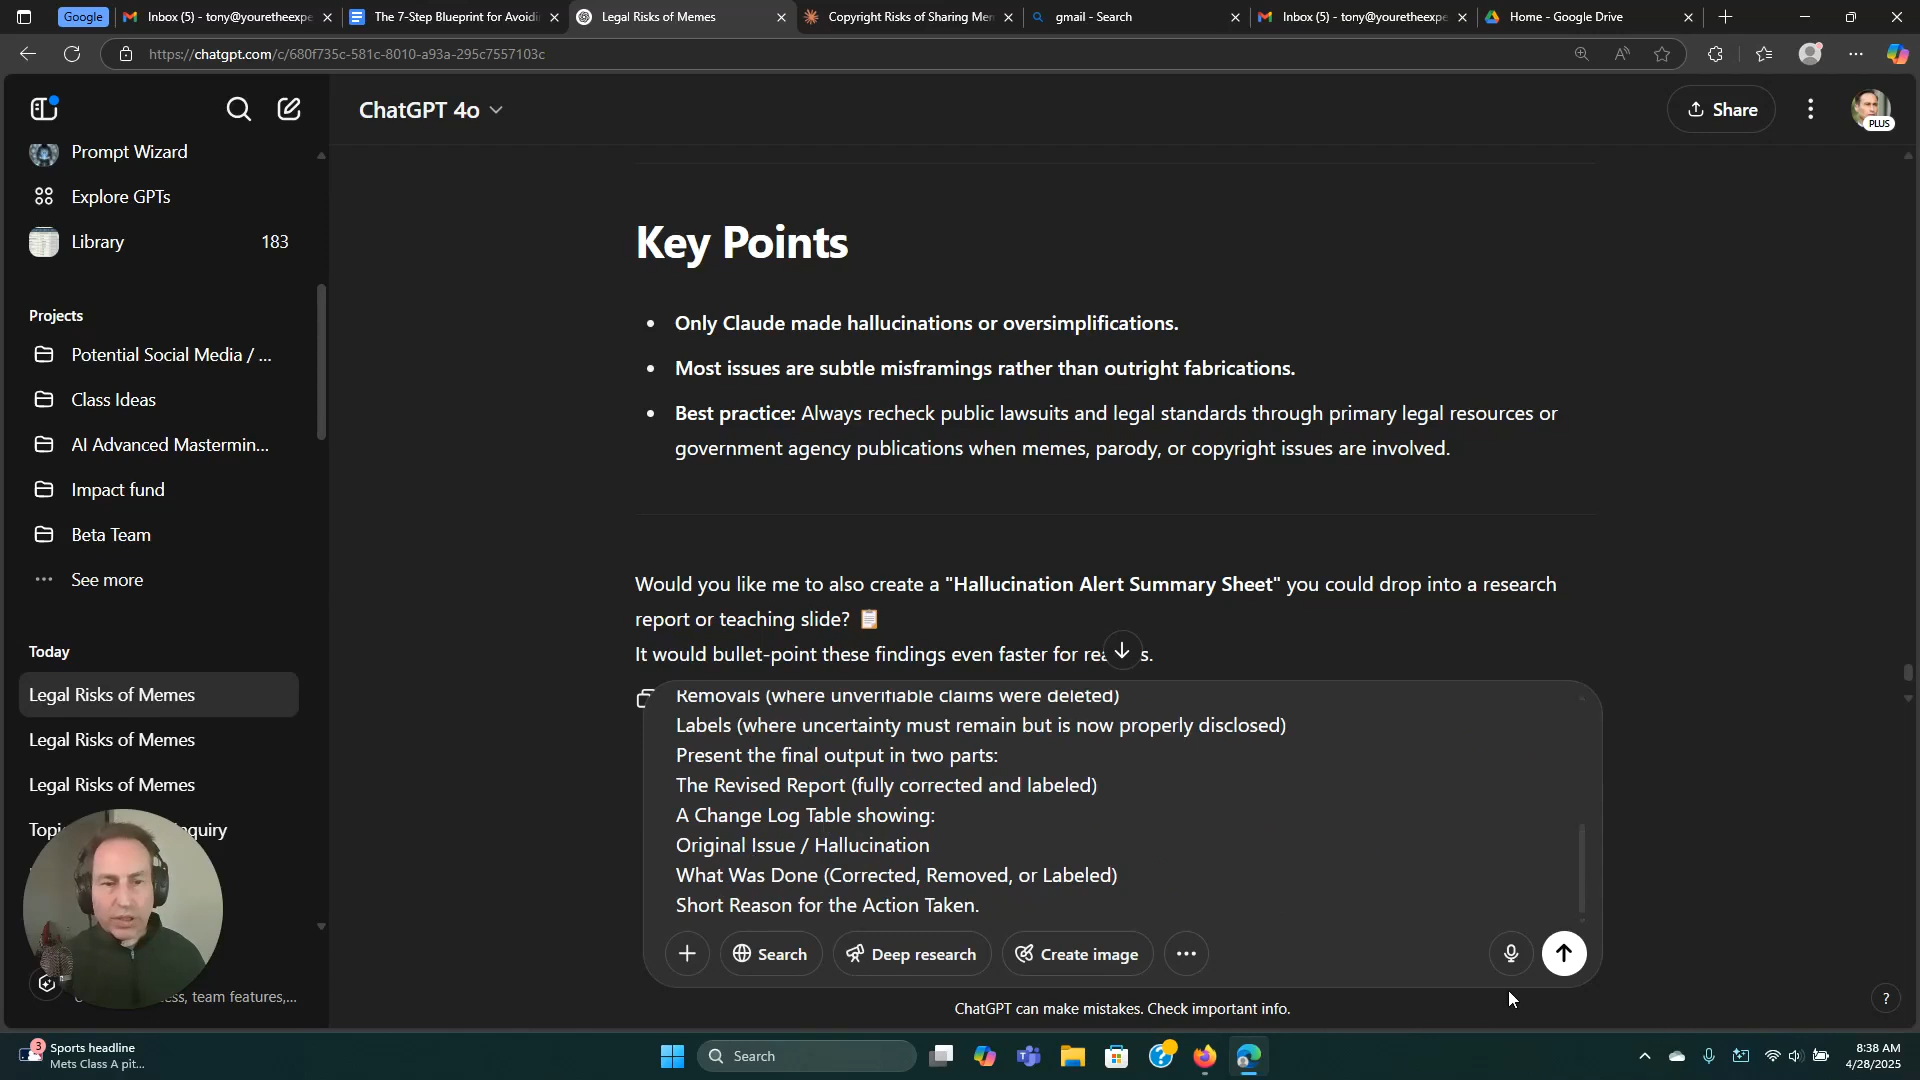 Google
Inbox (5) - tony@youretheexpe
The 7-Step Blueprint for Avoidi
Legal Risks of Memes
Copyright Risks of Sharing Mem
gmail - Search
Inbox (5) - tony@youretheexpe
Home - Google Drive
https://chatgpt.com/c/680f735c-581c-8010-a93a-295c7557103c
ChatGPT 4o
Share
PLUS
Prompt Wizard
Explore GPTs
Library 183
Projects
Potential Social Media / ...
Class Ideas
AI Advanced Mastermin...
Impact fund
Beta Team
See more
Today
Legal Risks of Memes
Legal Risks of Memes
Legal Risks of Memes
Topi
quiry
ss, team features,...
Key Points
Only Claude made hallucinations or oversimplifications.
Most issues are subtle misframings rather than outright fabrications.
Best practice: Always recheck public lawsuits and legal standards through primary legal resources or
government agency publications when memes, parody, or copyright issues are involved.
Would you like me to also create a "Hallucination Alert Summary Sheet" you could drop into a research
report or teaching slide?
It would bullet-point these findings even faster for rea s.
Removals (where unverifiable claims were deleted)
Labels (where uncertainty must remain but is now properly disclosed)
Present the final output in two parts:
The Revised Report (fully corrected and labeled)
A Change Log Table showing:
Original Issue / Hallucination
What Was Done (Corrected, Removed, or Labeled)
Short Reason for the Action Taken.
Search
Deep research
Create image
ChatGPT can make mistakes. Check important info.
?
3
Sports headline
Mets Class A pit...
Search
8:38 AM
4/28/2025